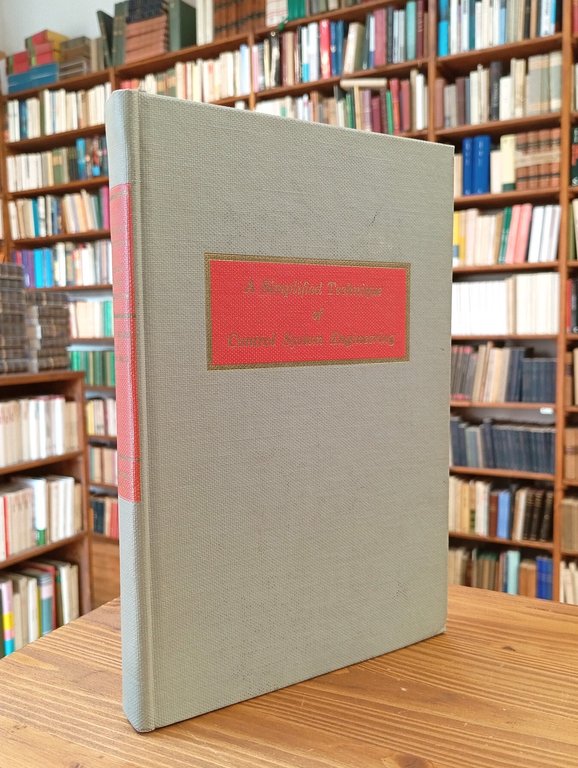 A Simplified Technique
of
Control System Engineering